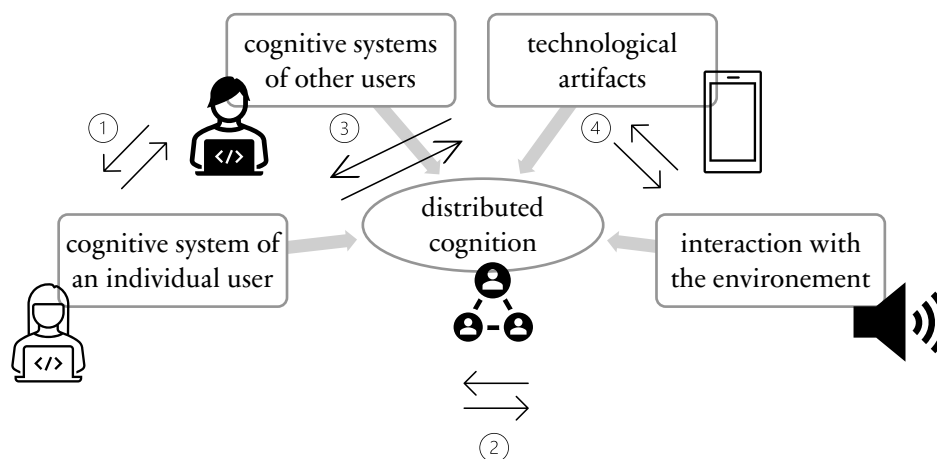 cognitive systems
of other users
technological
artifacts
1
3
4
</>
distributed
cognition
cognitive system of
an individual user
interaction with
the environement
</>
2